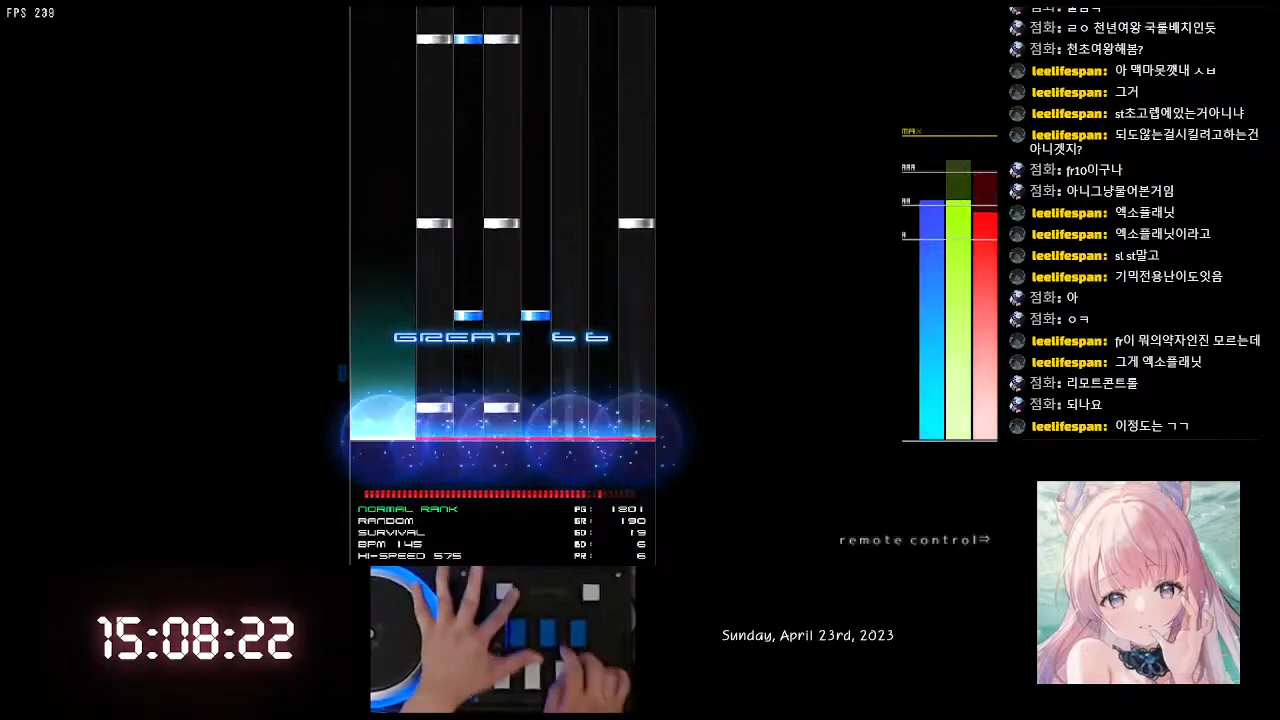 FPS 239
점화: ㄹㅇ 천년여왕 국룰배치인듯
점화: 천초여왕해봄?
leelifespan: 아 맥마못깻내 ㅅㅂ
leelifespan: 그거
leelifespan: st초고렙에있는거아니냐
leelifespan: 되도않는걸시킬려고하는건
아니겟지?
점화: fr10이구나
점화: 아니그냥물어본거임
leelifespan: 엑소플래닛
leelifespan: 엑소플래닛이라고
leelifespan: sl st말고
leelifespan: 기믹전용난이도잇음
점화: 아
점화: ㅇㅋ
leelifespan: fr이 뭐의약자인진 모르는데
leelifespan: 그게 엑소플래닛
점화: 리모트콘트롤
점화: 되나요
leelifespan: 이정도는 ㄱㄱ
MAX
AAA
AA
A
GREAT 66
NORMAL RANK PG: 1801
RANDOM GR: 190
SURVIVAL GD: 19
BPM 145 BD: 6
HI-SPEED 575 PR: 6
remote control⇒
15:08:22
Sunday, April 23rd, 2023